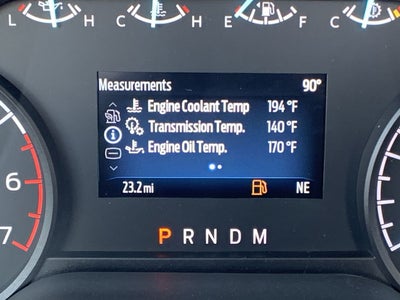 L H C H E F C
Measurements 90°
Engine Coolant Temp 194 °F
Transmission Temp. 140 °F
Engine Oil Temp. 170 °F
23.2 mi NE
6
7
P R N D M